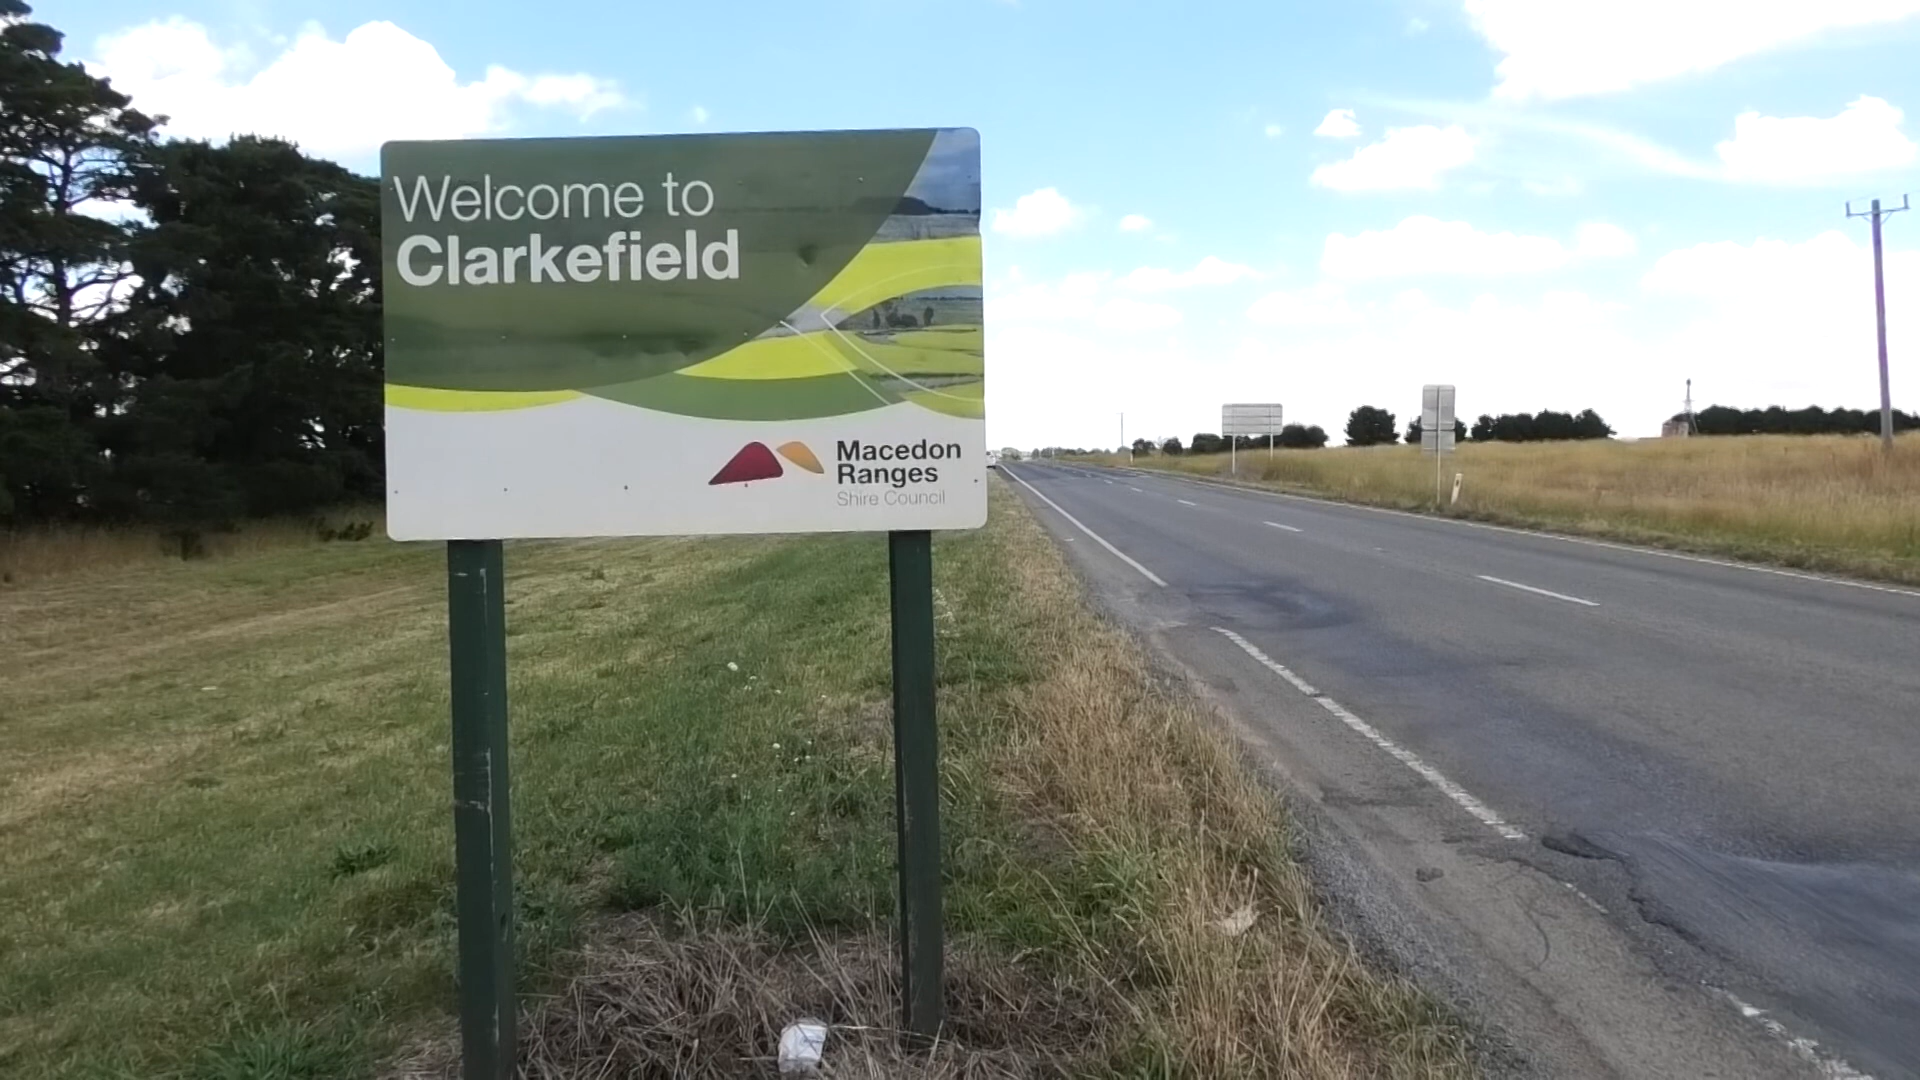 Welcome to
Clarkefield
Macedon
Ranges
Shire Council